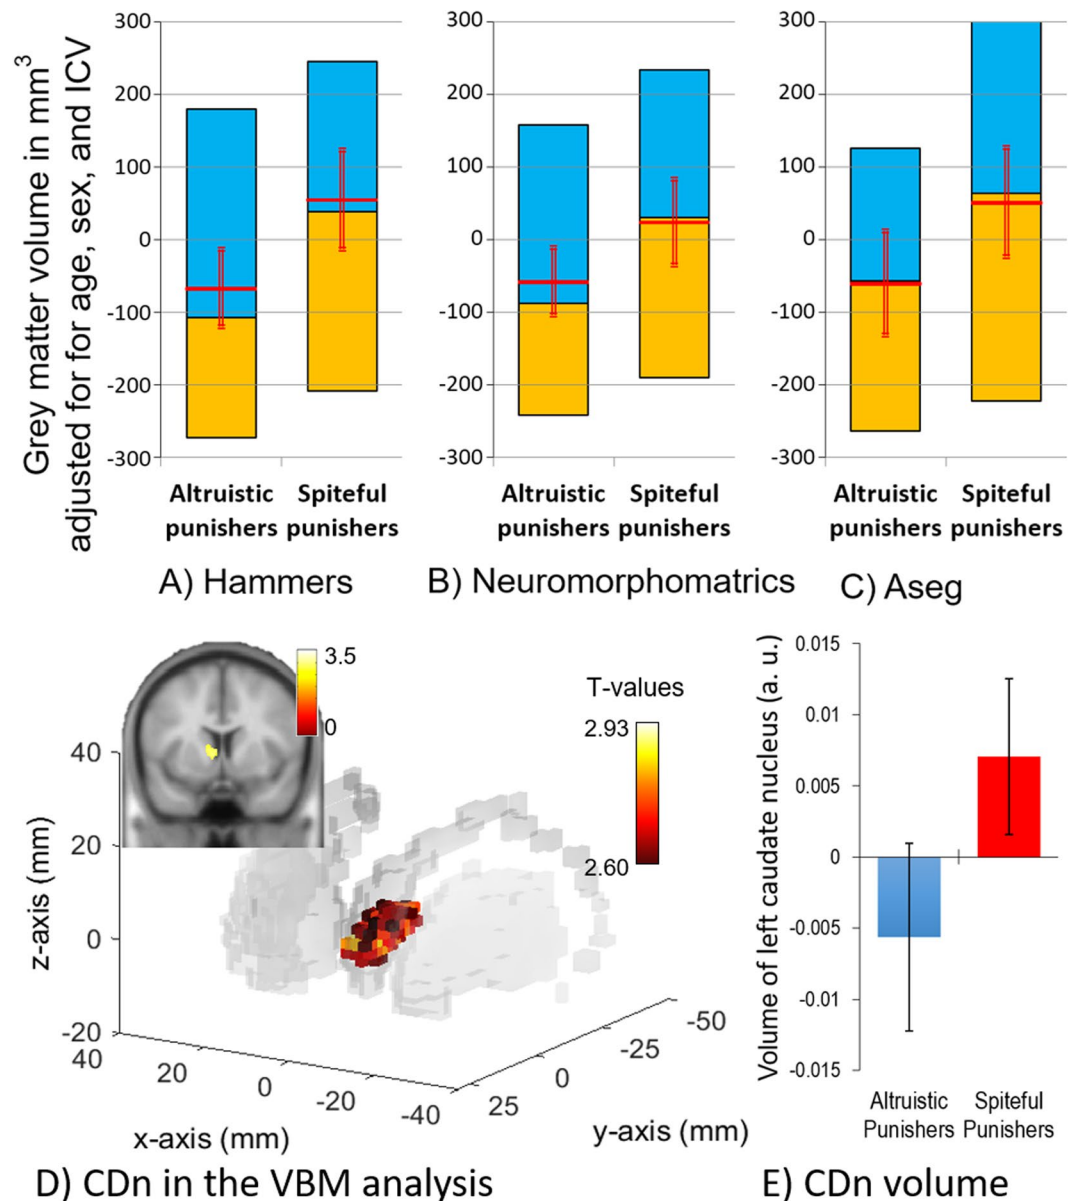 Grey matter volume in mm3
adjusted for for age, sex, and ICV
300
200
100
0
-100
-200
-300
Altruistic punishers
Spiteful punishers
A) Hammers
300
200
100
0
-100
-200
-300
Altruistic punishers
Spiteful punishers
B) Neuromorphomatrics
300
200
100
0
-100
-200
-300
Altruistic punishers
Spiteful punishers
C) Aseg
3.5
0
T-values
2.93
2.60
z-axis (mm)
40
20
0
-20
40
20
0
-20
-40
x-axis (mm)
25
0
-25
-50
y-axis (mm)
D) CDn in the VBM analysis
Volume of left caudate nucleus (a. u.)
0.015
0.01
0.005
0
-0.005
-0.01
-0.015
Altruistic Punishers
Spiteful Punishers
E) CDn volume